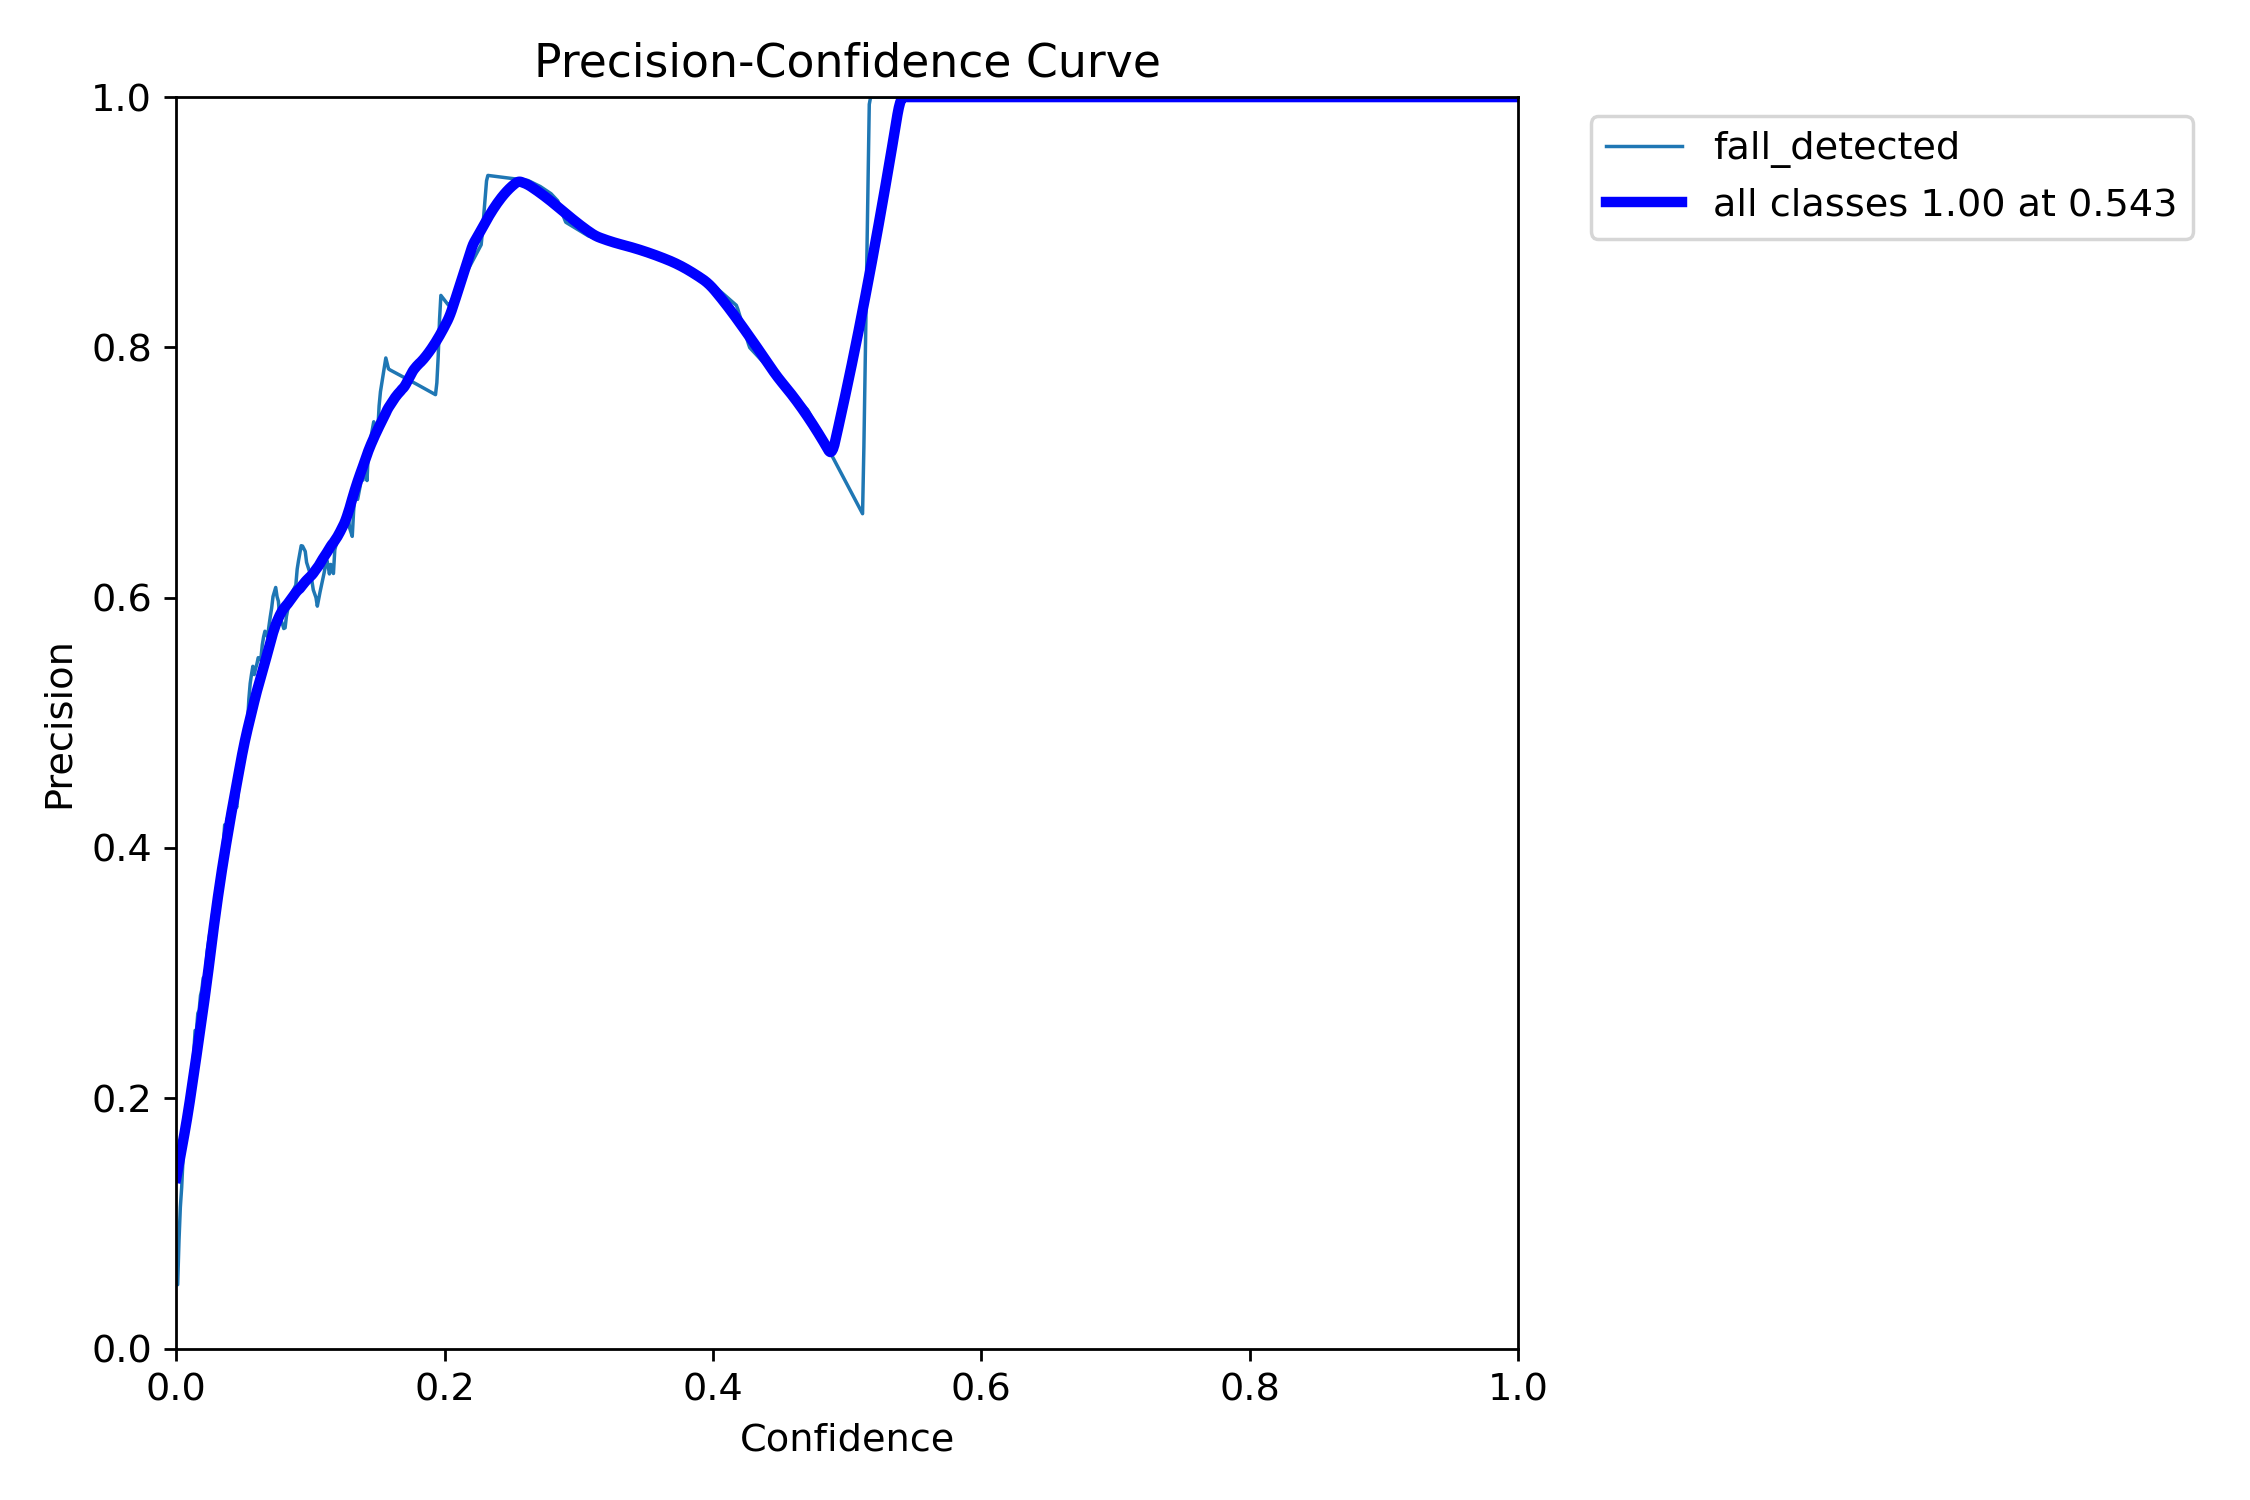 Precision-Confidence Curve
1.0
0.8
0.6
0.4
0.2
0.0
Precision
0.0 0.2 0.4 0.6 0.8 1.0
Confidence
fall_detected
all classes 1.00 at 0.543